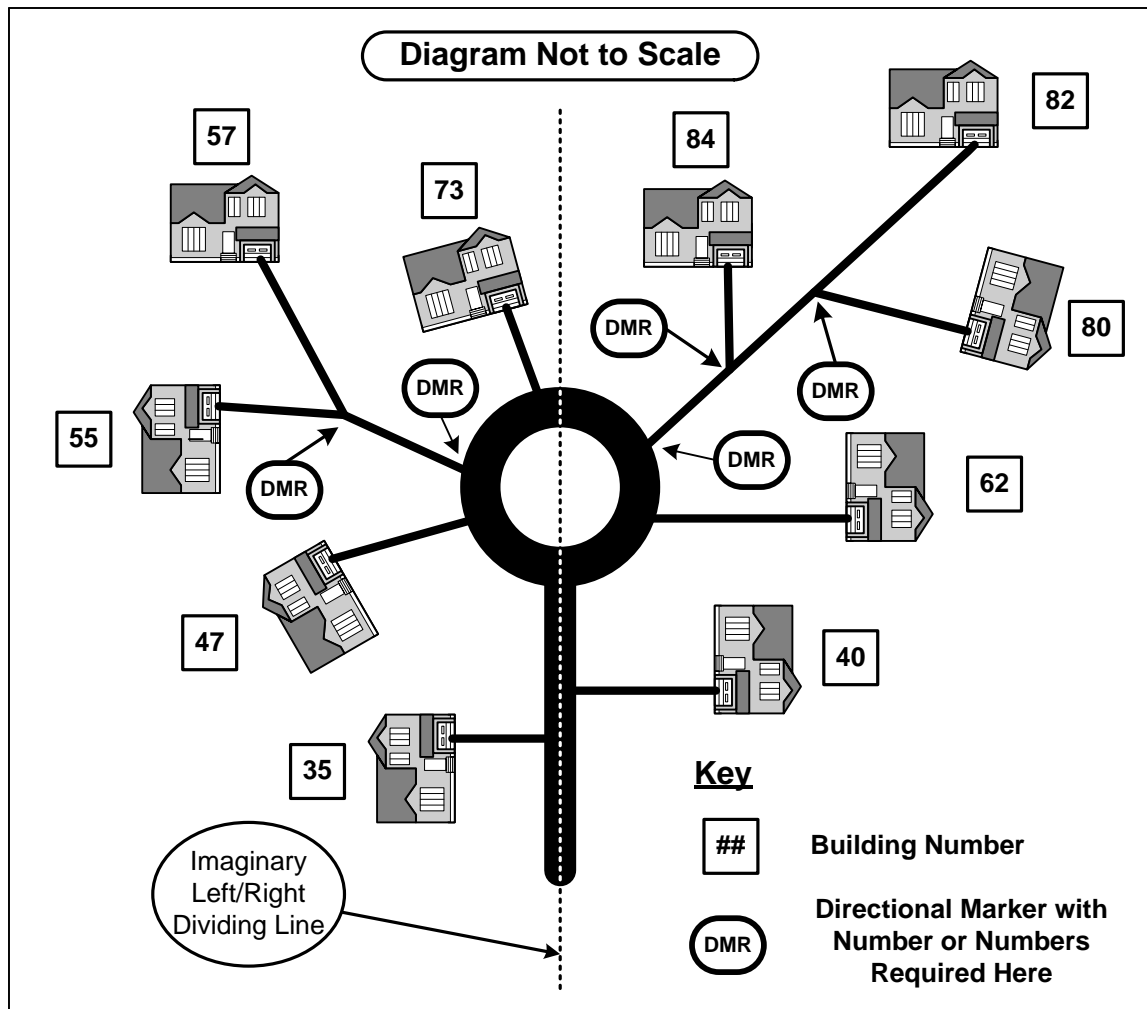 Diagram Not to Scale
82
57
84
73
DMR
80
DMR
DMR
55
DMR
62
DMR
47
40
35
Key
## Building Number
Imaginary
Left/Right
Dividing Line
DMR
Directional Marker with
Number or Numbers
Required Here